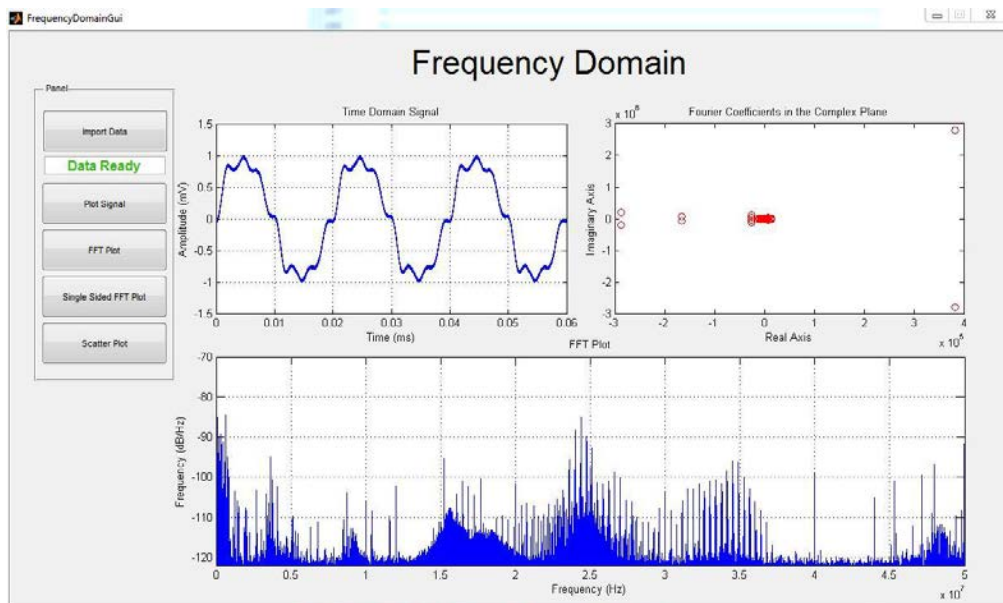 FrequencyDomainGui
Frequency Domain
Panel
Import Data
Data Ready
Plot Signal
FFT Plot
Single Sided FFT Plot
Scatter Plot
Time Domain Signal
1.5
1
0.5
0
-0.5
-1
-1.5
Amplitude (mV)
0 0.01 0.02 0.03 0.04 0.05 0.06
Time (ms)
Fourier Coefficients in the Complex Plane
3
2
1
0
-1
-2
-3
Imaginary Axis
-3 -2 -1 0 1 2 3 4
Real Axis
FFT Plot
-70
-80
-90
-100
-110
-120
Frequency (dB/Hz)
0 0.5 1 1.5 2 2.5 3 3.5 4 4.5 5
Frequency (Hz)
x 10^7